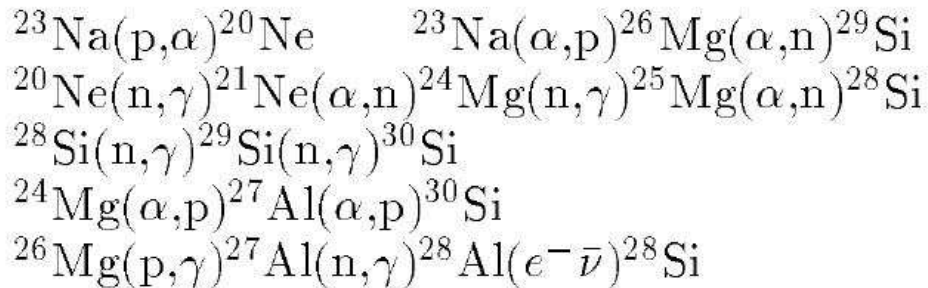 ²³Na(p,α)²⁰Ne ²³Na(α,p)²⁶Mg(α,n)²⁹Si
²⁰Ne(n,γ)²¹Ne(α,n)²⁴Mg(n,γ)²⁵Mg(α,n)²⁸Si
²⁸Si(n,γ)²⁹Si(n,γ)³⁰Si
²⁴Mg(α,p)²⁷Al(α,p)³⁰Si
²⁶Mg(p,γ)²⁷Al(n,γ)²⁸Al(e⁻ ν̄)²⁸Si